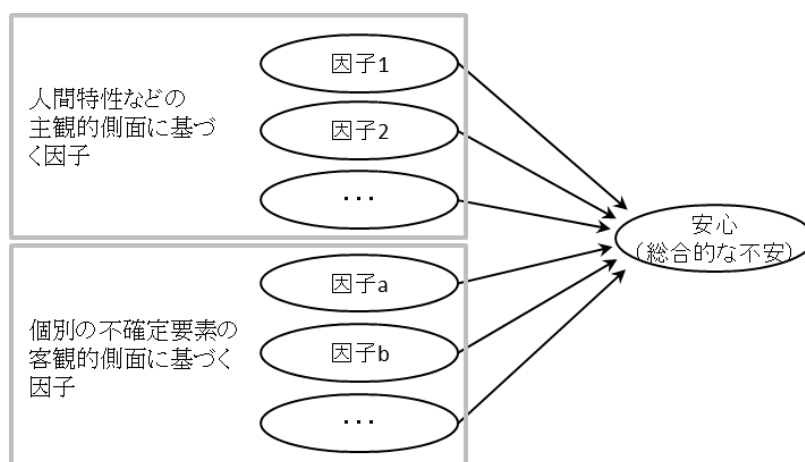 因子1
人間特性などの
主観的側面に基づ
く因子
因子2
・・・
安心
(総合的な不安)
因子a
個別の不確定要素の
客観的側面に基づく
因子
因子b
・・・